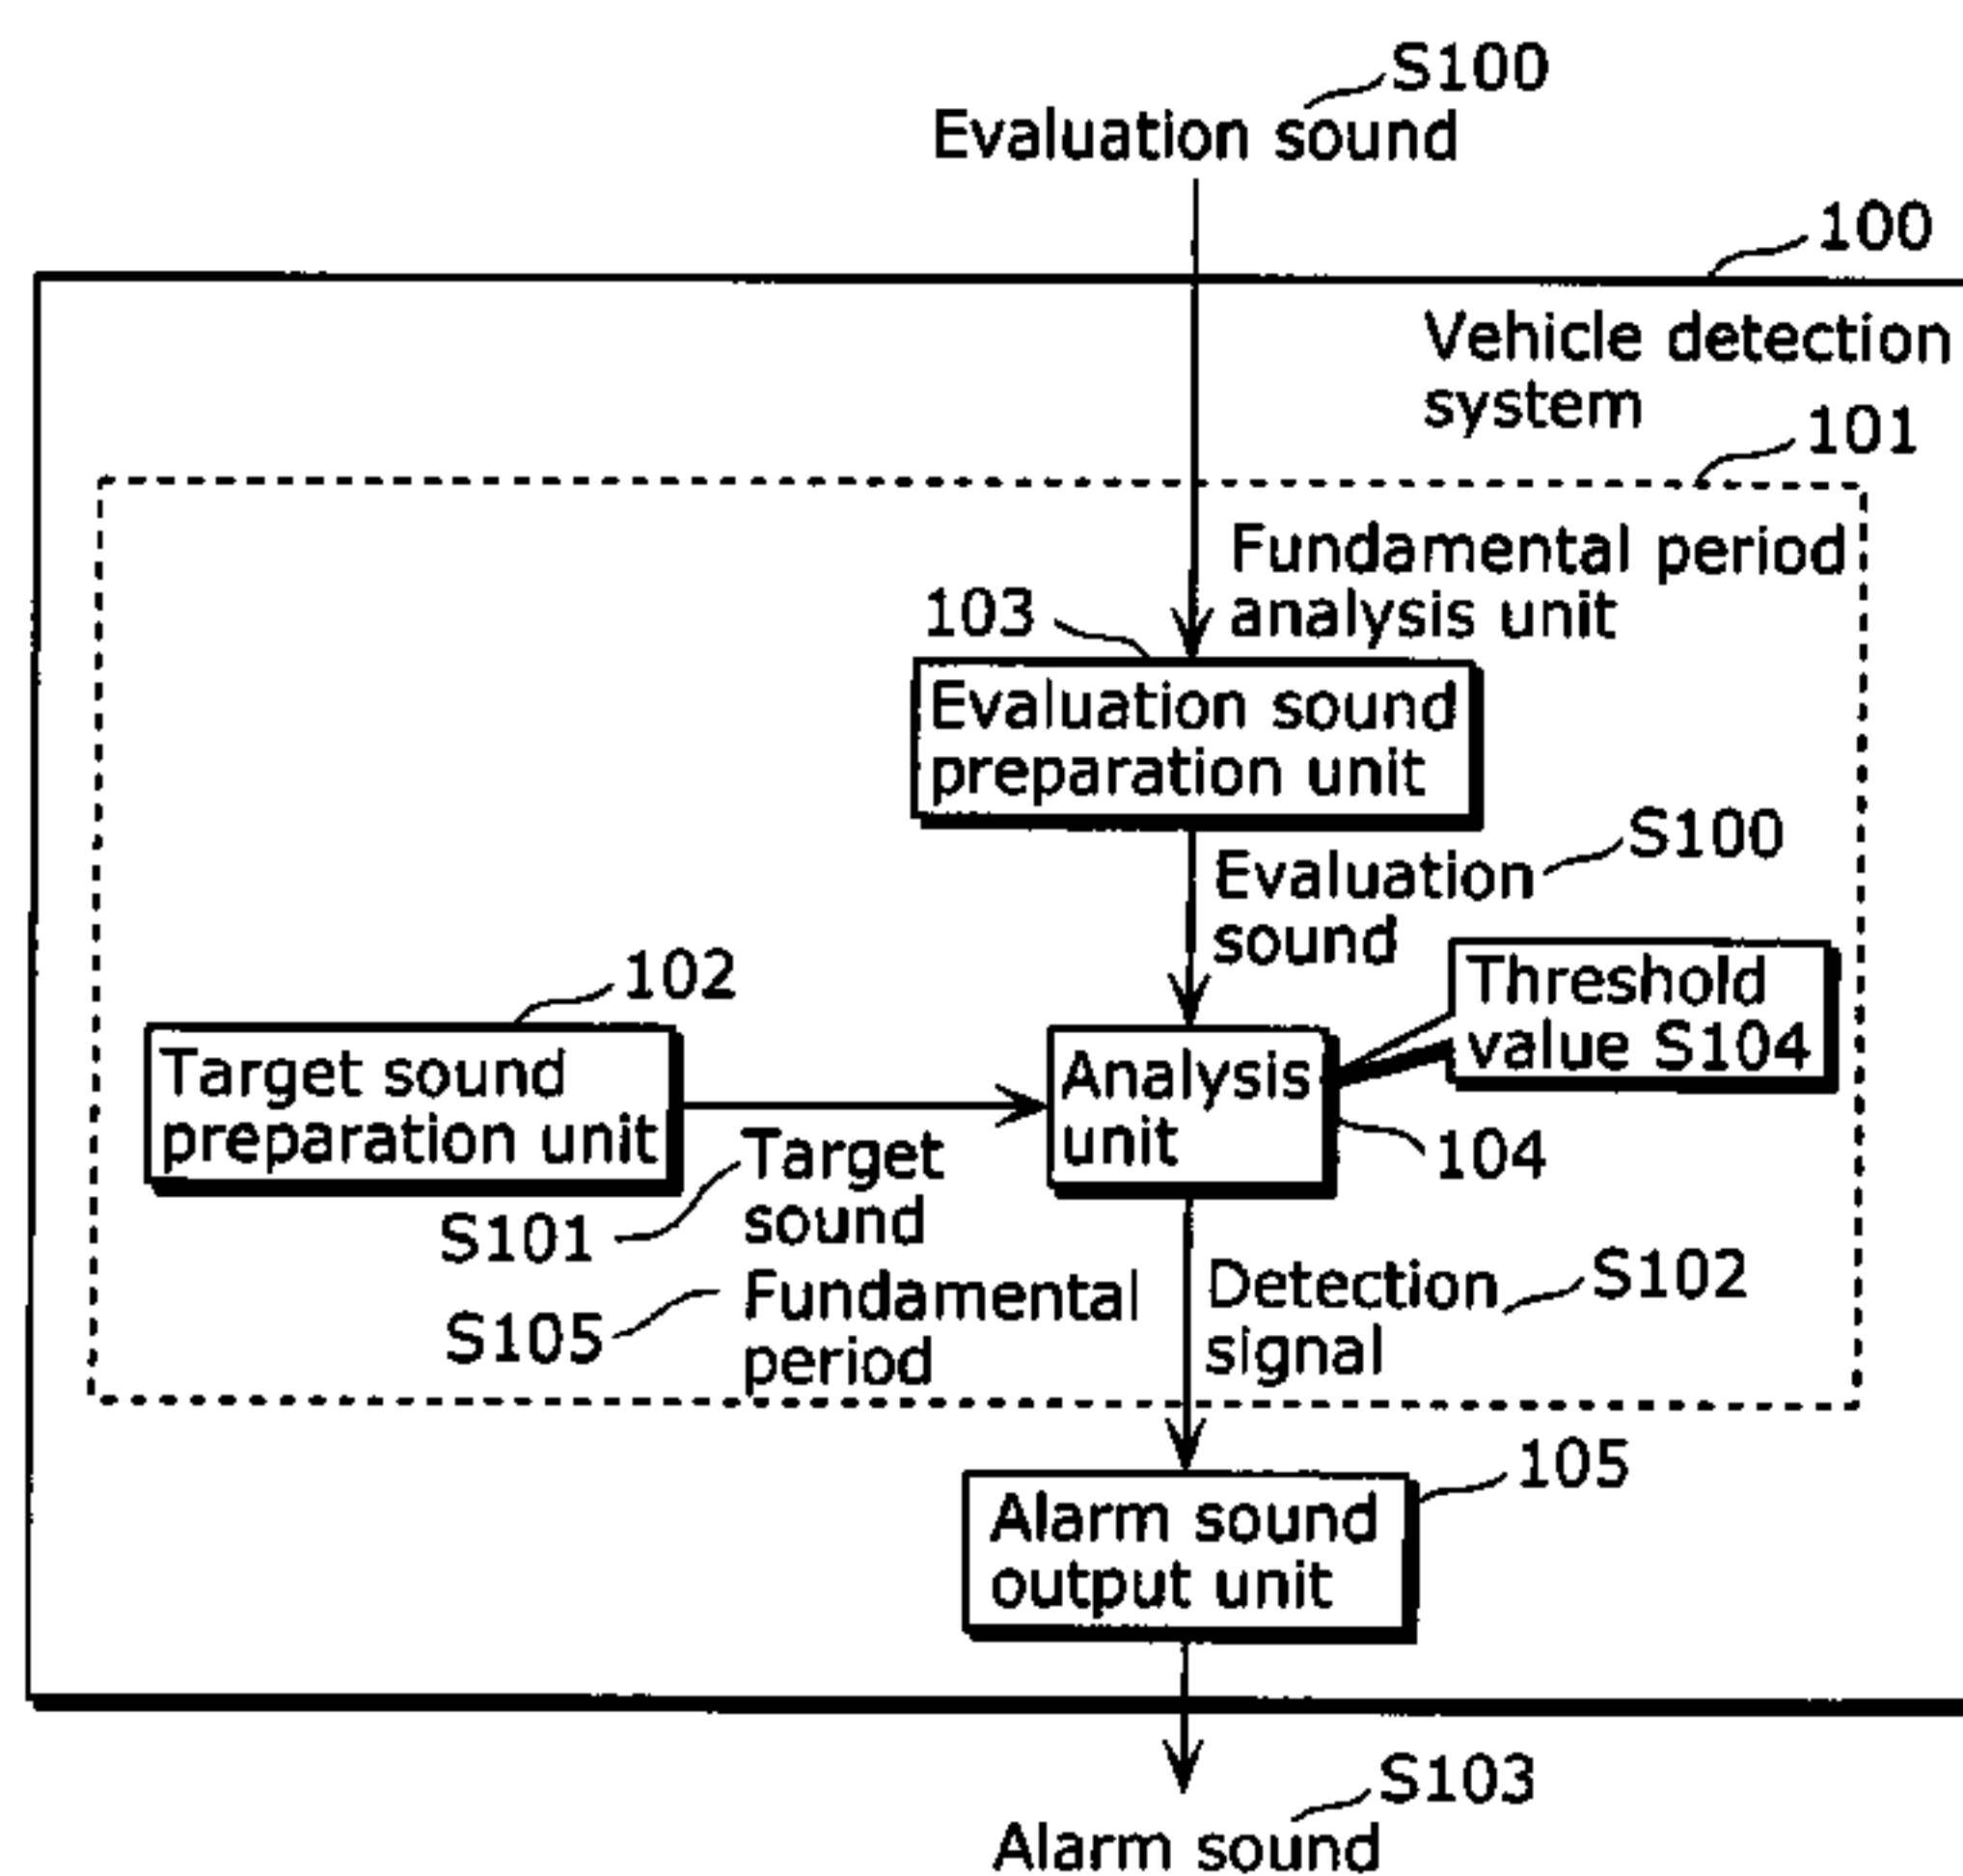 S100
Evaluation sound
100
Vehicle detection
system
101
Fundamental period
analysis unit
103
Evaluation sound
preparation unit
S100
Evaluation
sound
Threshold
value S104
102
Target sound
preparation unit
Analysis
unit
104
Target
sound
S101
Fundamental
period
S105
Detection
signal
S102
105
Alarm sound
output unit
S103
Alarm sound